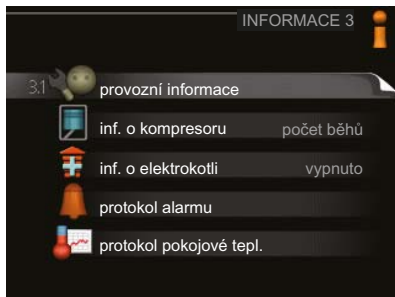 INFORMACE 3
3.1 provozní informace
inf. o kompresoru počet běhů
inf. o elektrokotli vypnuto
protokol alarmu
protokol pokojové tepl.